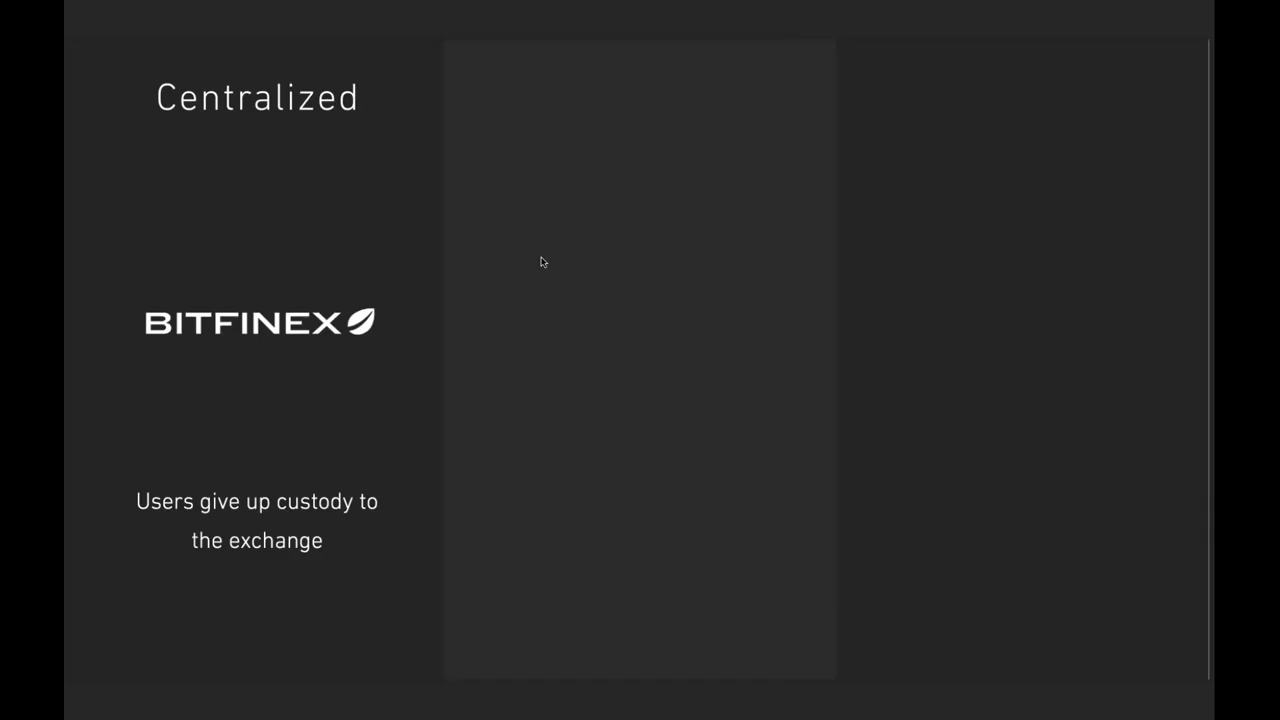 Centralized
BITFINEX
Users give up custody to
the exchange